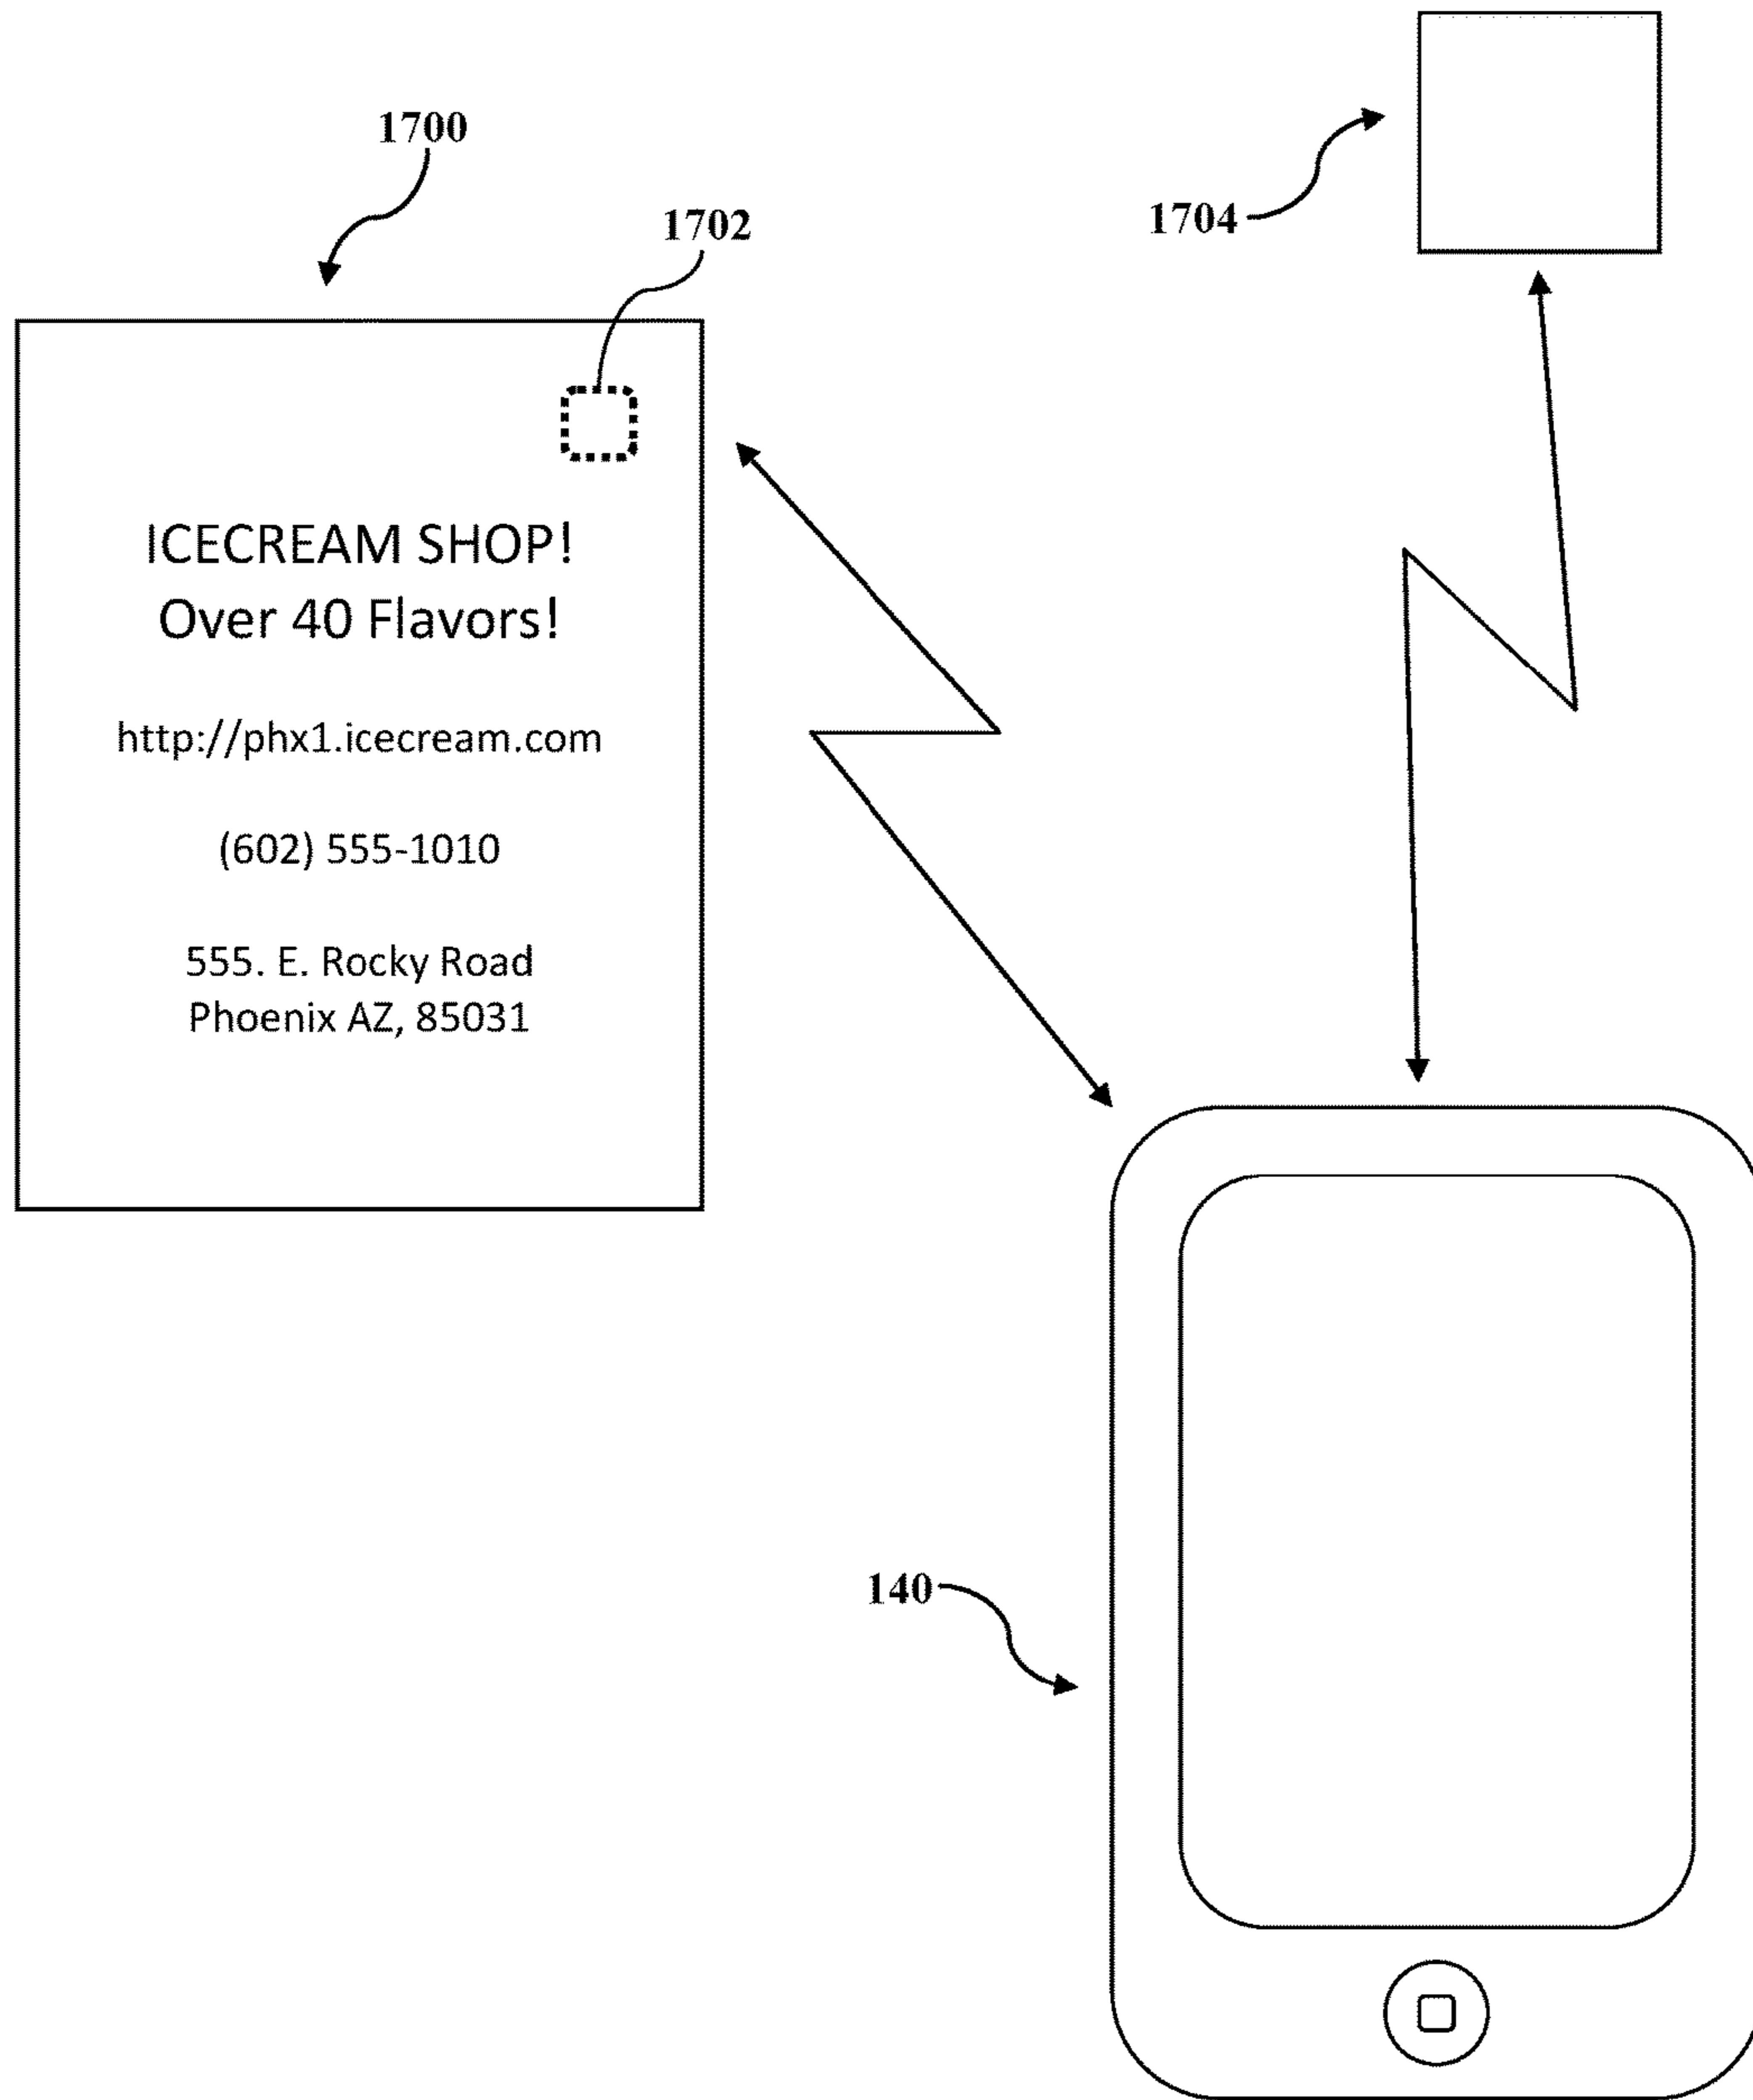 1700
1702
1704
ICECREAM SHOP!
Over 40 Flavors!
http://phx1.icecream.com
(602) 555-1010
555. E. Rocky Road
Phoenix AZ, 85031
140